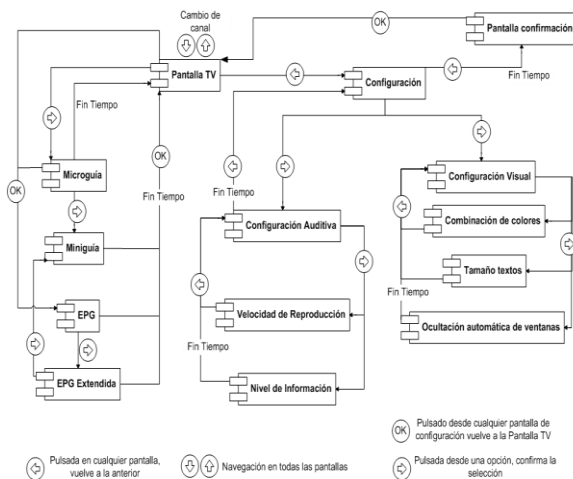 Cambio de
canal
OK
Pantalla confirmación
Pantalla TV
Configuración
Fin Tiempo
Fin Tiempo
OK
Microguía
Fin Tiempo
Fin Tiempo
Configuración Visual
OK
Configuración Auditiva
Combinación de colores
Miniguía
Tamaño textos
Fin Tiempo
EPG
Velocidad de Reproducción
Ocultación automática de ventanas
Fin Tiempo
EPG Extendida
Nivel de Información
OK
Pulsado desde cualquier pantalla de
configuración vuelve a la Pantalla TV
Pulsada en cualquier pantalla,
vuelve a la anterior
Navegación en todas las pantallas
Pulsada desde una opción, confirma la
selección